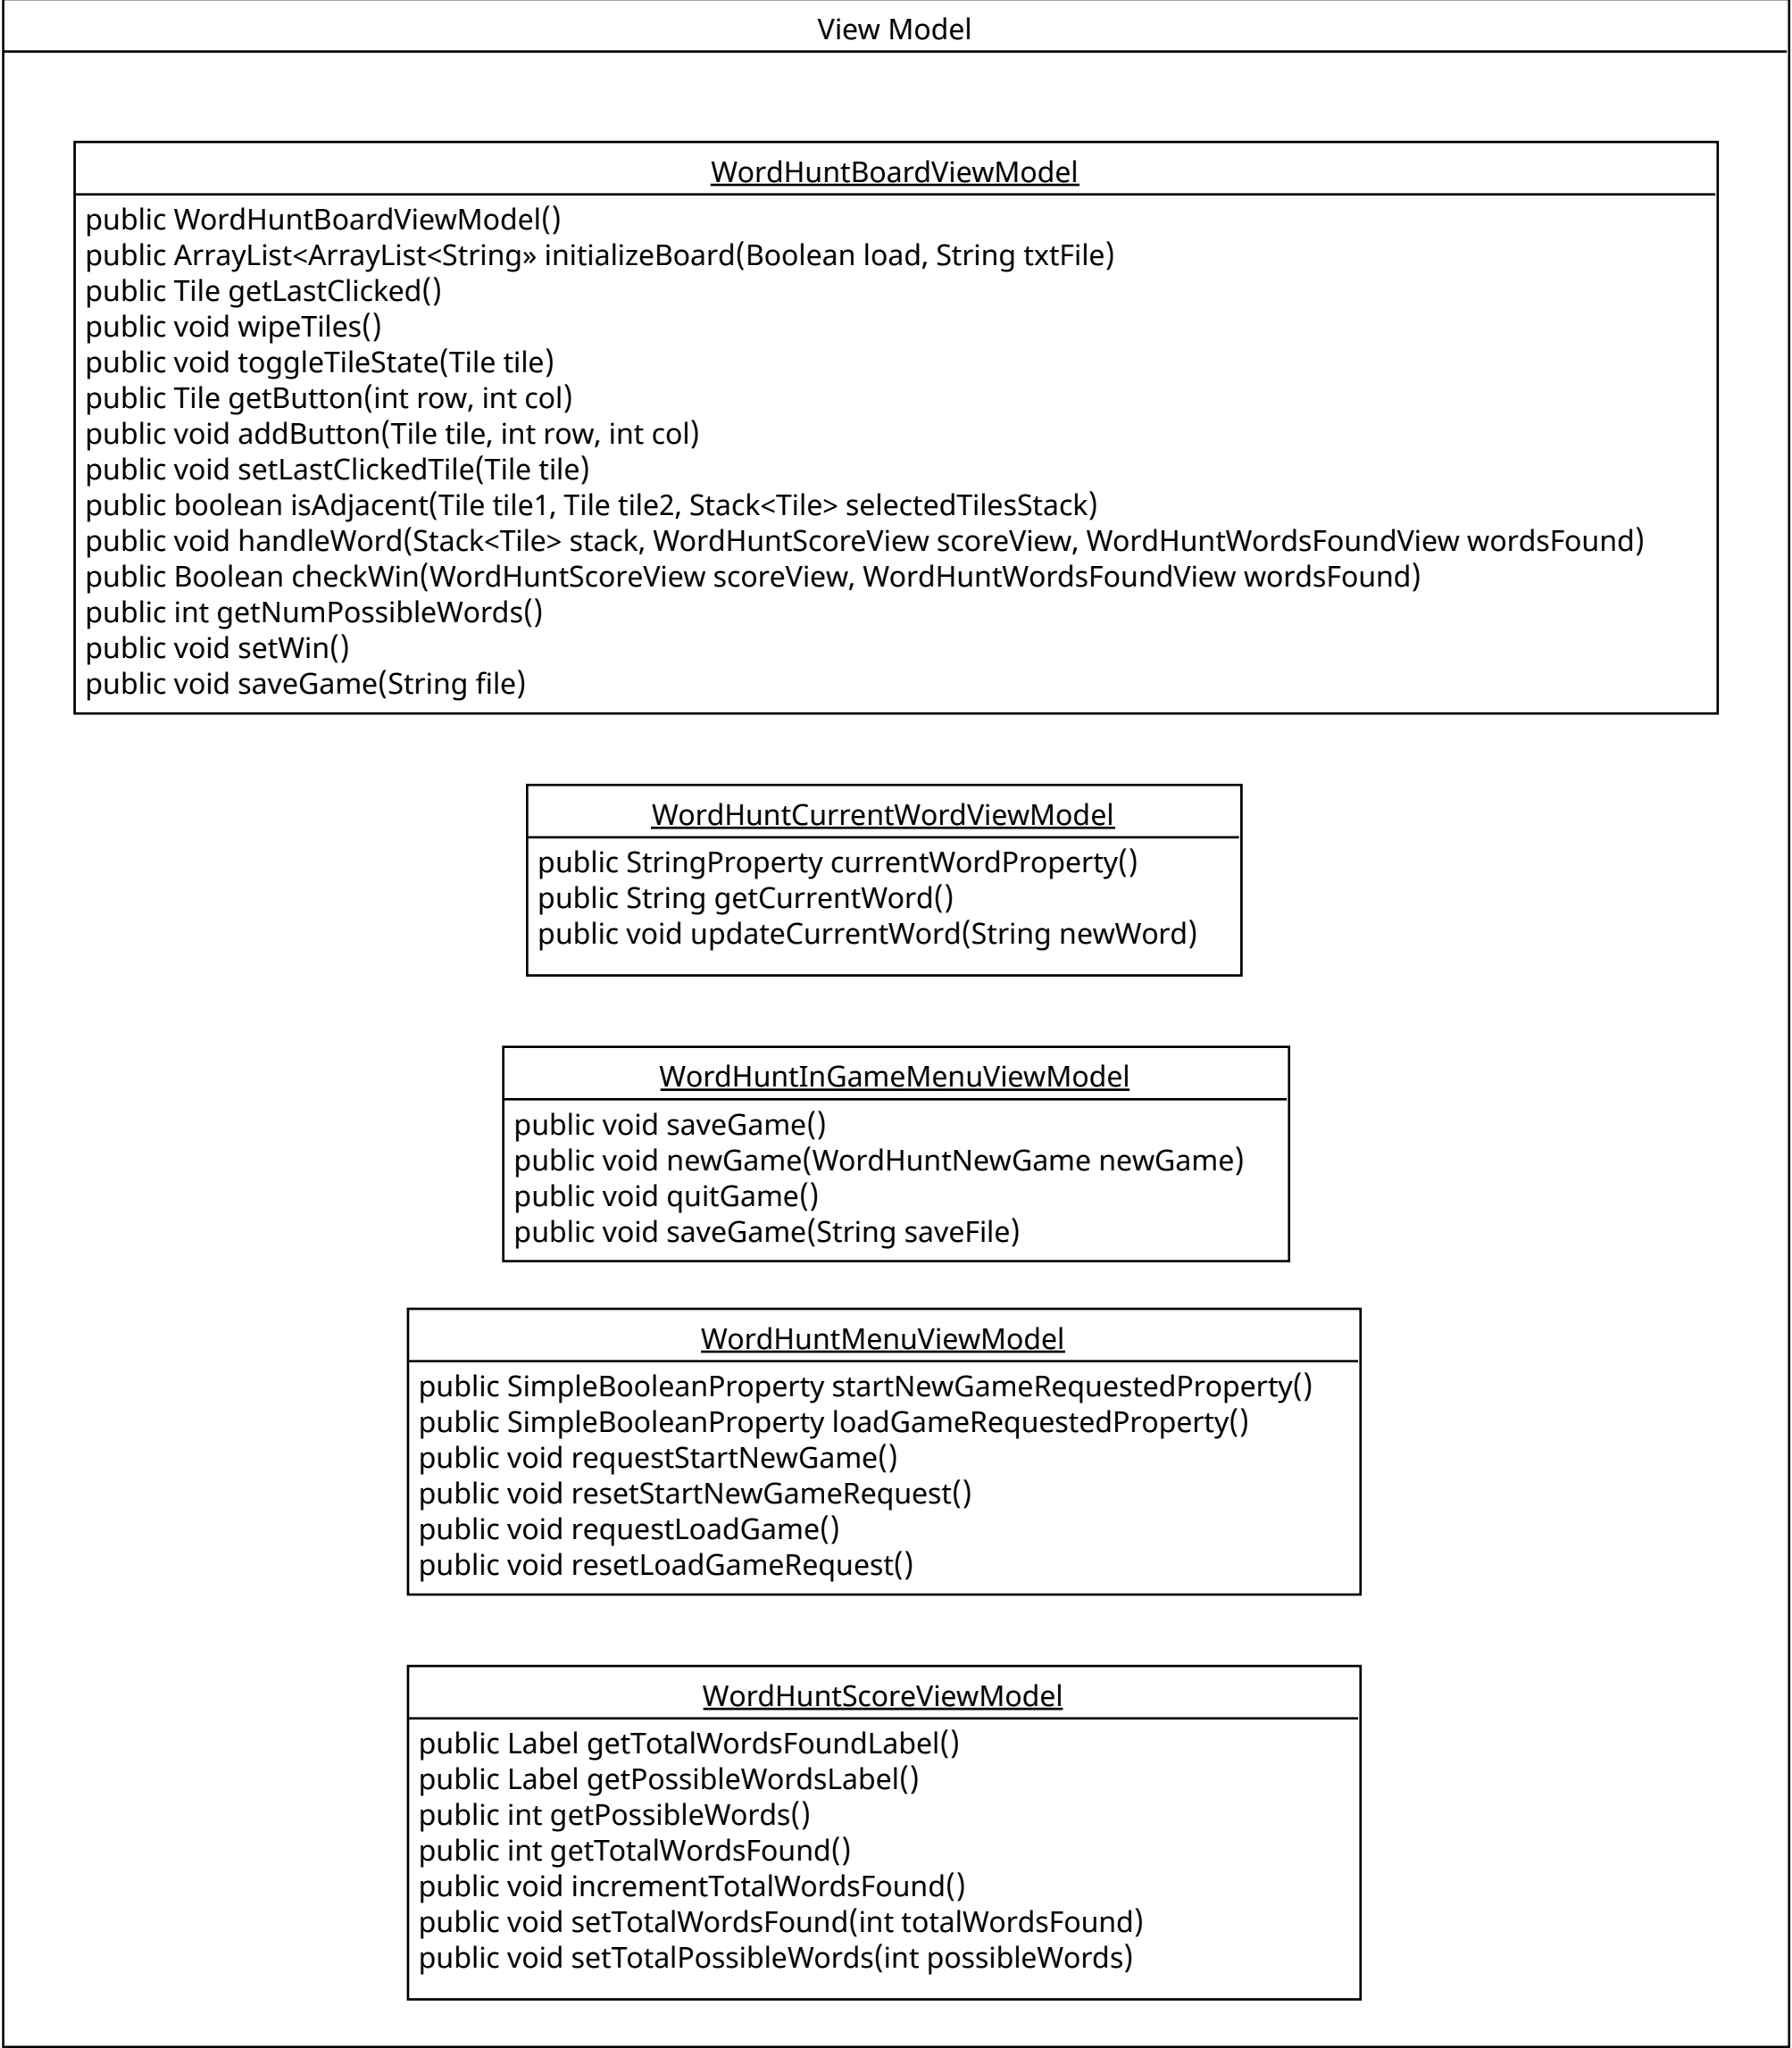 View Model
WordHuntBoardViewModel
public WordHuntBoardViewModel()
public ArrayList<ArrayList<String» initializeBoard(Boolean load, String txtFile)
public Tile getLastClicked()
public void wipeTiles()
public void toggleTileState(Tile tile)
public Tile getButton(int row, int col)
public void addButton(Tile tile, int row, int col)
public void setLastClickedTile(Tile tile)
public boolean isAdjacent(Tile tile1, Tile tile2, Stack<Tile> selectedTilesStack)
public void handleWord(Stack<Tile> stack, WordHuntScoreView scoreView, WordHuntWordsFoundView wordsFound)
public Boolean checkWin(WordHuntScoreView scoreView, WordHuntWordsFoundView wordsFound)
public int getNumPossibleWords()
public void setWin()
public void saveGame(String file)
WordHuntCurrentWordViewModel
public StringProperty currentWordProperty()
public String getCurrentWord()
public void updateCurrentWord(String newWord)
WordHuntInGameMenuViewModel
public void saveGame()
public void newGame(WordHuntNewGame newGame)
public void quitGame()
public void saveGame(String saveFile)
WordHuntMenuViewModel
public SimpleBooleanProperty startNewGameRequestedProperty()
public SimpleBooleanProperty loadGameRequestedProperty()
public void requestStartNewGame()
public void resetStartNewGameRequest()
public void requestLoadGame()
public void resetLoadGameRequest()
WordHuntScoreViewModel
public Label getTotalWordsFoundLabel()
public Label getPossibleWordsLabel()
public int getPossibleWords()
public int getTotalWordsFound()
public void incrementTotalWordsFound()
public void setTotalWordsFound(int totalWordsFound)
public void setTotalPossibleWords(int possibleWords)